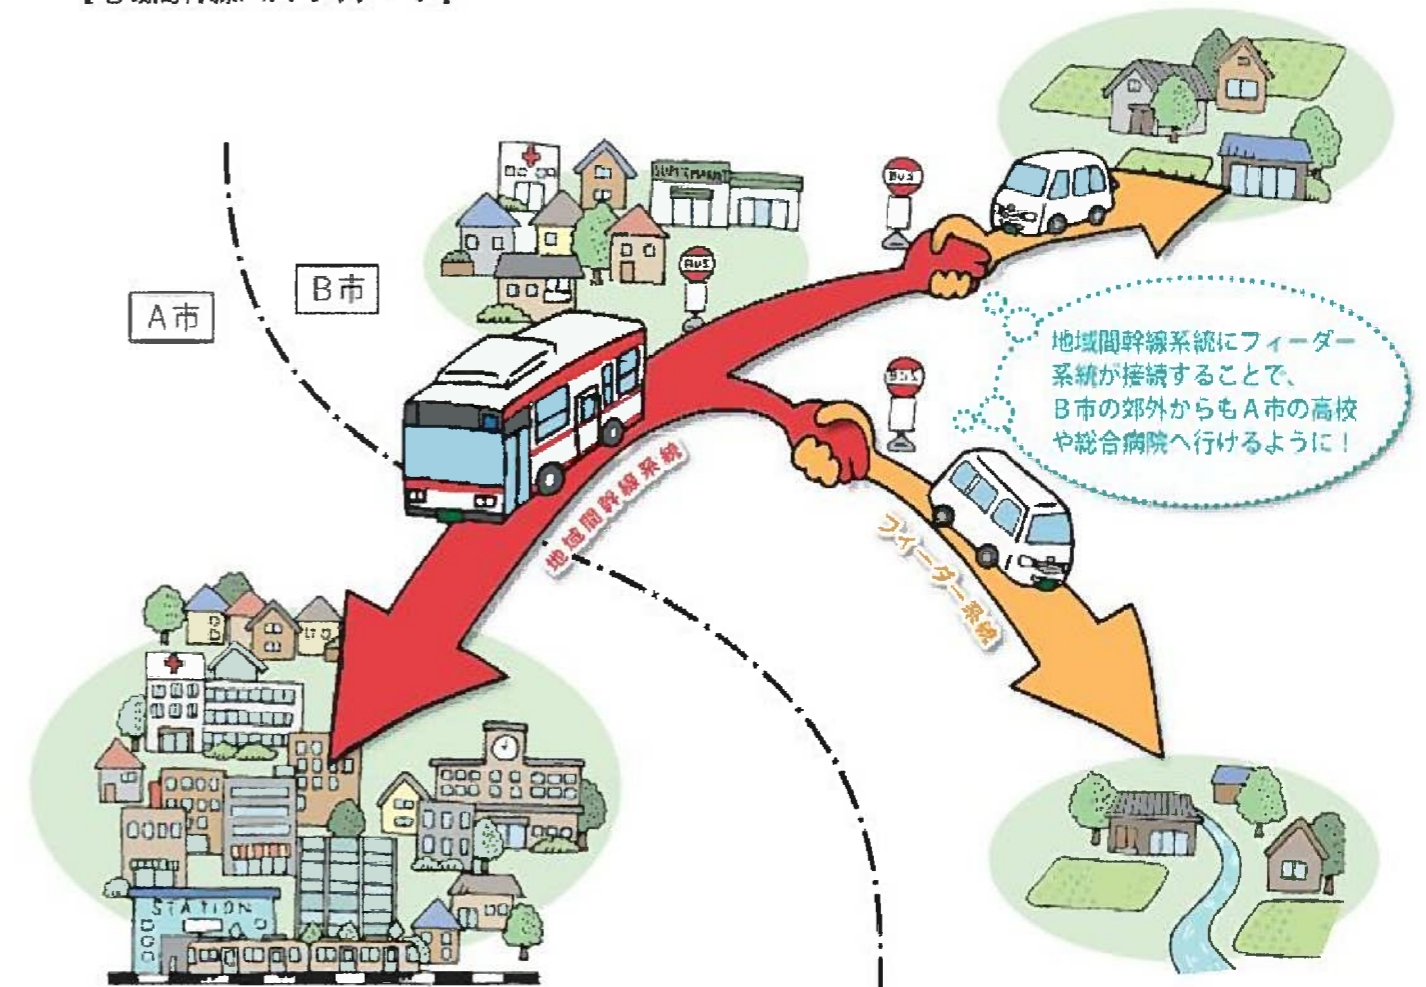 A市
B市
SUPERMARKET
BUS
BUS
BUS
地域間幹線系統にフィーダー
系統が接続することで、
B市の郊外からもA市の高校
や総合病院へ行けるように！
地域間幹線系統
フィーダー系統
STATION